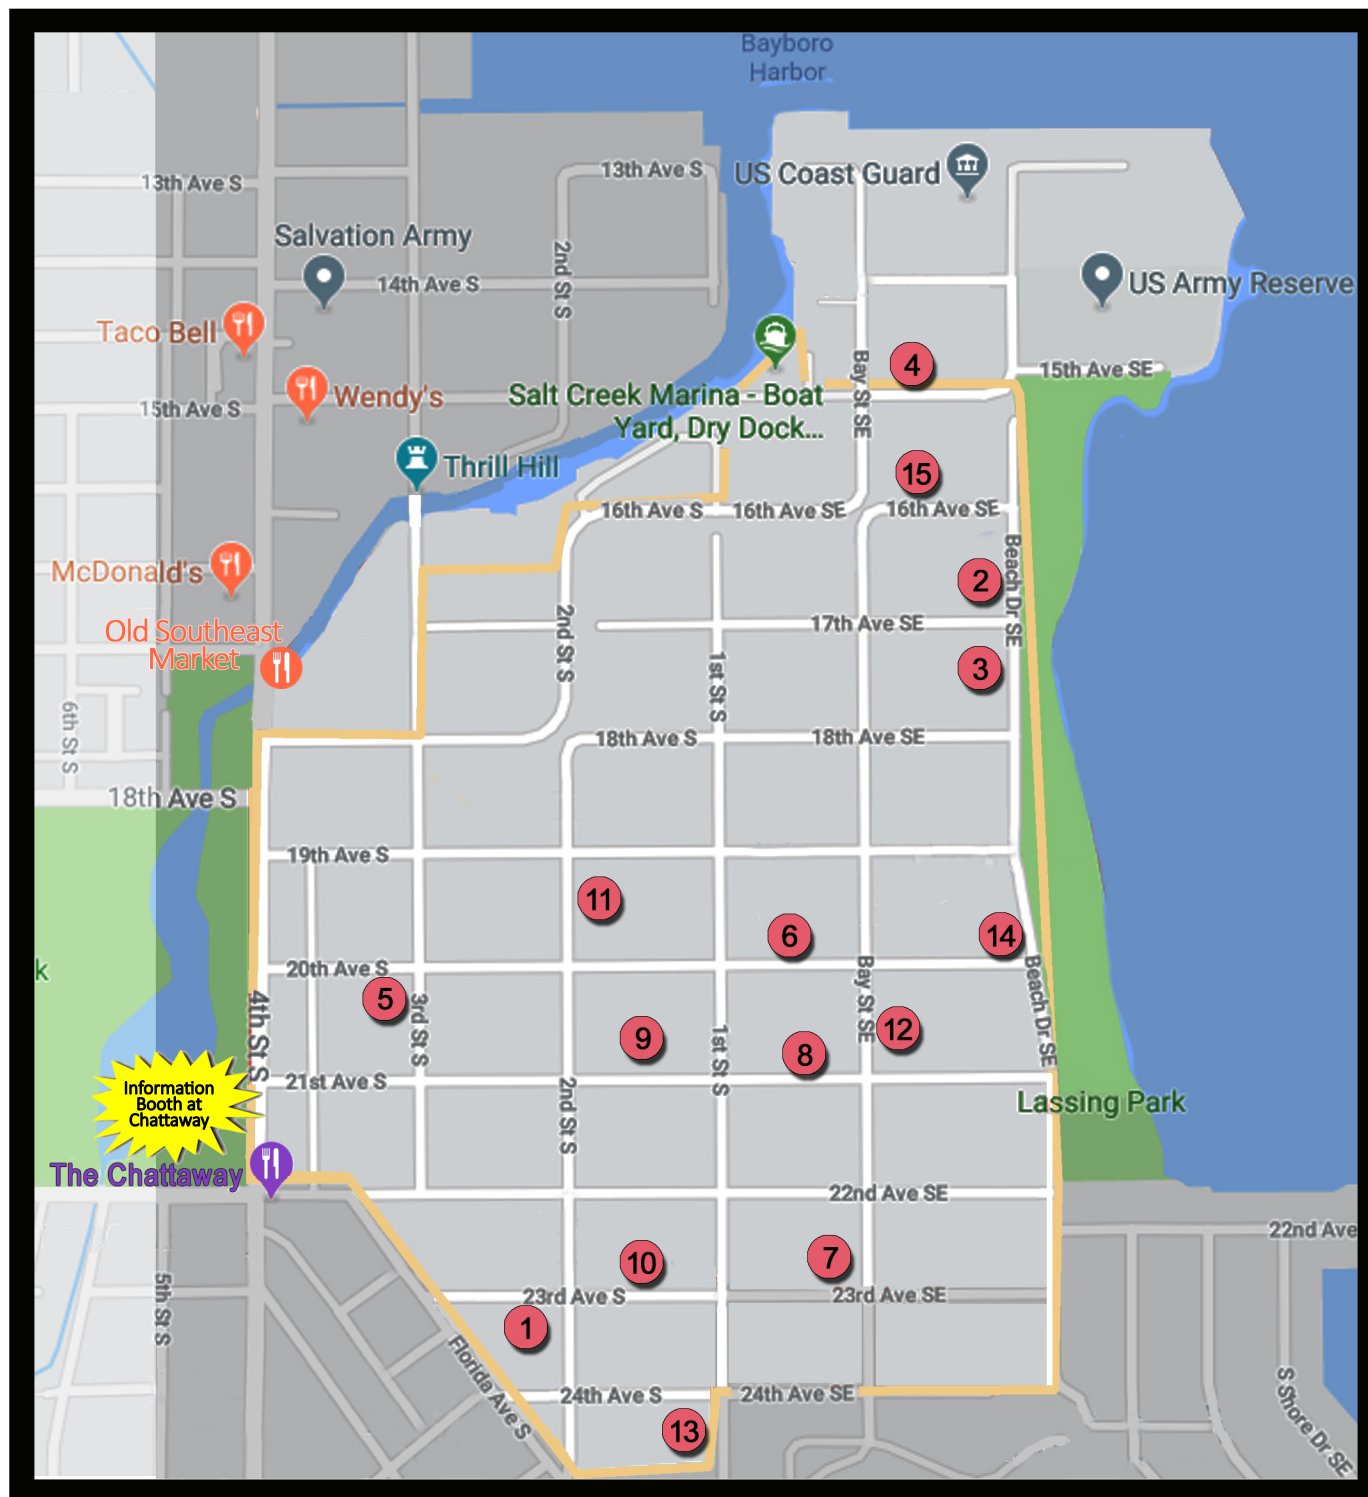 Bayboro
Harbor
13th Ave S
13th Ave S
US Coast Guard
Salvation Army
2nd St S
14th Ave S
US Army Reserve
Taco Bell
Wendy's
15th Ave S
Salt Creek Marina - Boat
Yard, Dry Dock...
Bay St SE
4
15th Ave SE
Thrill Hill
15
16th Ave S
16th Ave SE
16th Ave SE
McDonald's
Beach Dr SE
2
Old Southeast
Market
2nd St S
17th Ave SE
3
1st St S
6th St S
18th Ave S
18th Ave SE
18th Ave S
19th Ave S
11
6
14
k
20th Ave S
5
4th St S
3rd St S
9
1st St S
8
Bay St SE
12
Beach Dr SE
21st Ave S
2nd St S
Information
Booth at
Chattaway
Lassing Park
The Chattaway
22nd Ave SE
22nd Ave
10
7
5th St S
23rd Ave S
23rd Ave SE
1
Florida Ave S
24th Ave S
24th Ave SE
13
S Shore Dr SE